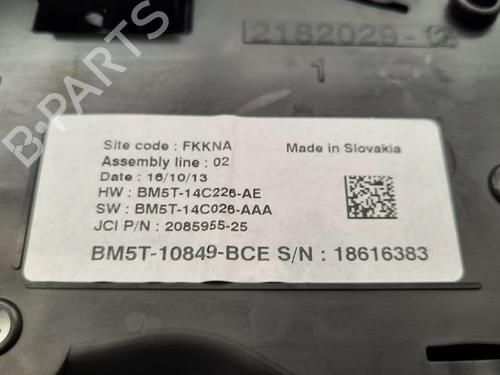 2182029-
1
B-PARTS
Site code : FKKNA
Made in Slovakia
Assembly line : 02
Date : 16/10/13
HW : BM5T-14C226-AE
SW : BM5T-14C026-AAA
JCI P/N : 2085955-25
BM5T-10849-BCE S/N : 18616383